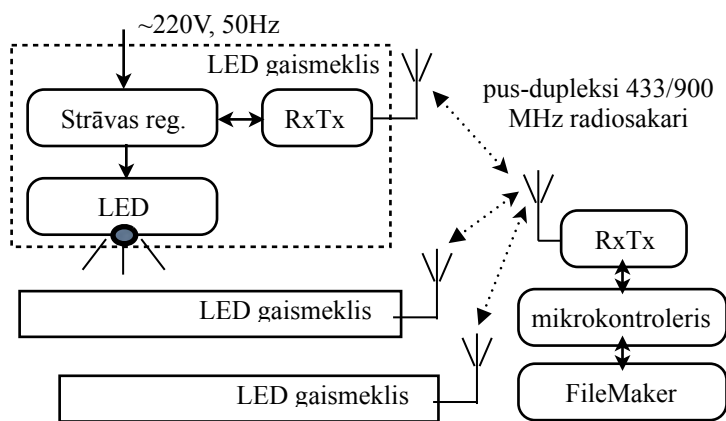 ~220V, 50Hz
LED gaismeklis
Strāvas reg.
RxTx
LED
pus-dupleksi 433/900
MHz radiosakari
RxTx
LED gaismeklis
mikrokontroleris
LED gaismeklis
FileMaker